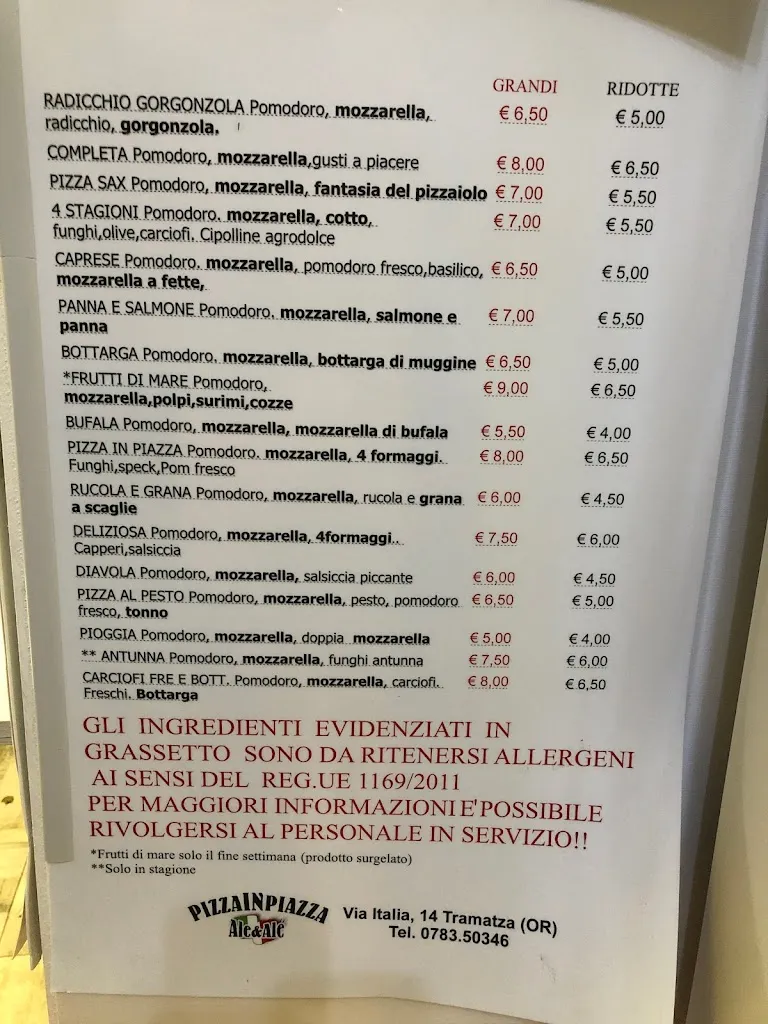 GRANDI RIDOTTE
RADICCHIO GORGONZOLA Pomodoro, mozzarella, € 6,50 € 5,00
radicchio, gorgonzola.
COMPLETA Pomodoro, mozzarella,gusti a piacere € 8,00 € 6,50
PIZZA SAX Pomodoro, mozzarella, fantasia del pizzaiolo € 7,00 € 5,50
4 STAGIONI Pomodoro. mozzarella, cotto, € 7,00 € 5,50
funghi,olive,carciofi. Cipolline agrodolce
CAPRESE Pomodoro. mozzarella, pomodoro fresco,basilico, € 6,50 € 5,00
mozzarella a fette,
PANNA E SALMONE Pomodoro. mozzarella, salmone e € 7,00 € 5,50
panna
BOTTARGA Pomodoro. mozzarella, bottarga di muggine € 6,50 € 5,00
*FRUTTI DI MARE Pomodoro, € 9,00 € 6,50
mozzarella,polpi,surimi,cozze
BUFALA Pomodoro, mozzarella, mozzarella di bufala € 5,50 € 4,00
PIZZA IN PIAZZA Pomodoro. mozzarella, 4 formaggi. € 8,00 € 6,50
Funghi,speck,Pom fresco
RUCOLA E GRANA Pomodoro, mozzarella, rucola e grana € 6,00 € 4,50
a scaglie
DELIZIOSA Pomodoro, mozzarella, 4formaggi.. € 7,50 € 6,00
Capperi,salsiccia
DIAVOLA Pomodoro, mozzarella, salsiccia piccante € 6,00 € 4,50
PIZZA AL PESTO Pomodoro, mozzarella, pesto, pomodoro € 6,50 € 5,00
fresco, tonno
PIOGGIA Pomodoro, mozzarella, doppia mozzarella € 5,00 € 4,00
** ANTUNNA Pomodoro, mozzarella, funghi antunna € 7,50 € 6,00
CARCIOFI FRE E BOTT. Pomodoro, mozzarella, carciofi. € 8,00 € 6,50
Freschi. Bottarga
GLI INGREDIENTI EVIDENZIATI IN
GRASSETTO SONO DA RITENERSI ALLERGENI
AI SENSI DEL REG.UE 1169/2011
PER MAGGIORI INFORMAZIONI E' POSSIBILE
RIVOLGERSI AL PERSONALE IN SERVIZIO!!
*Frutti di mare solo il fine settimana (prodotto surgelato)
**Solo in stagione
PIZZAINPIAZZA
Ale&Ale
Via Italia, 14 Tramatza (OR)
Tel. 0783.50346